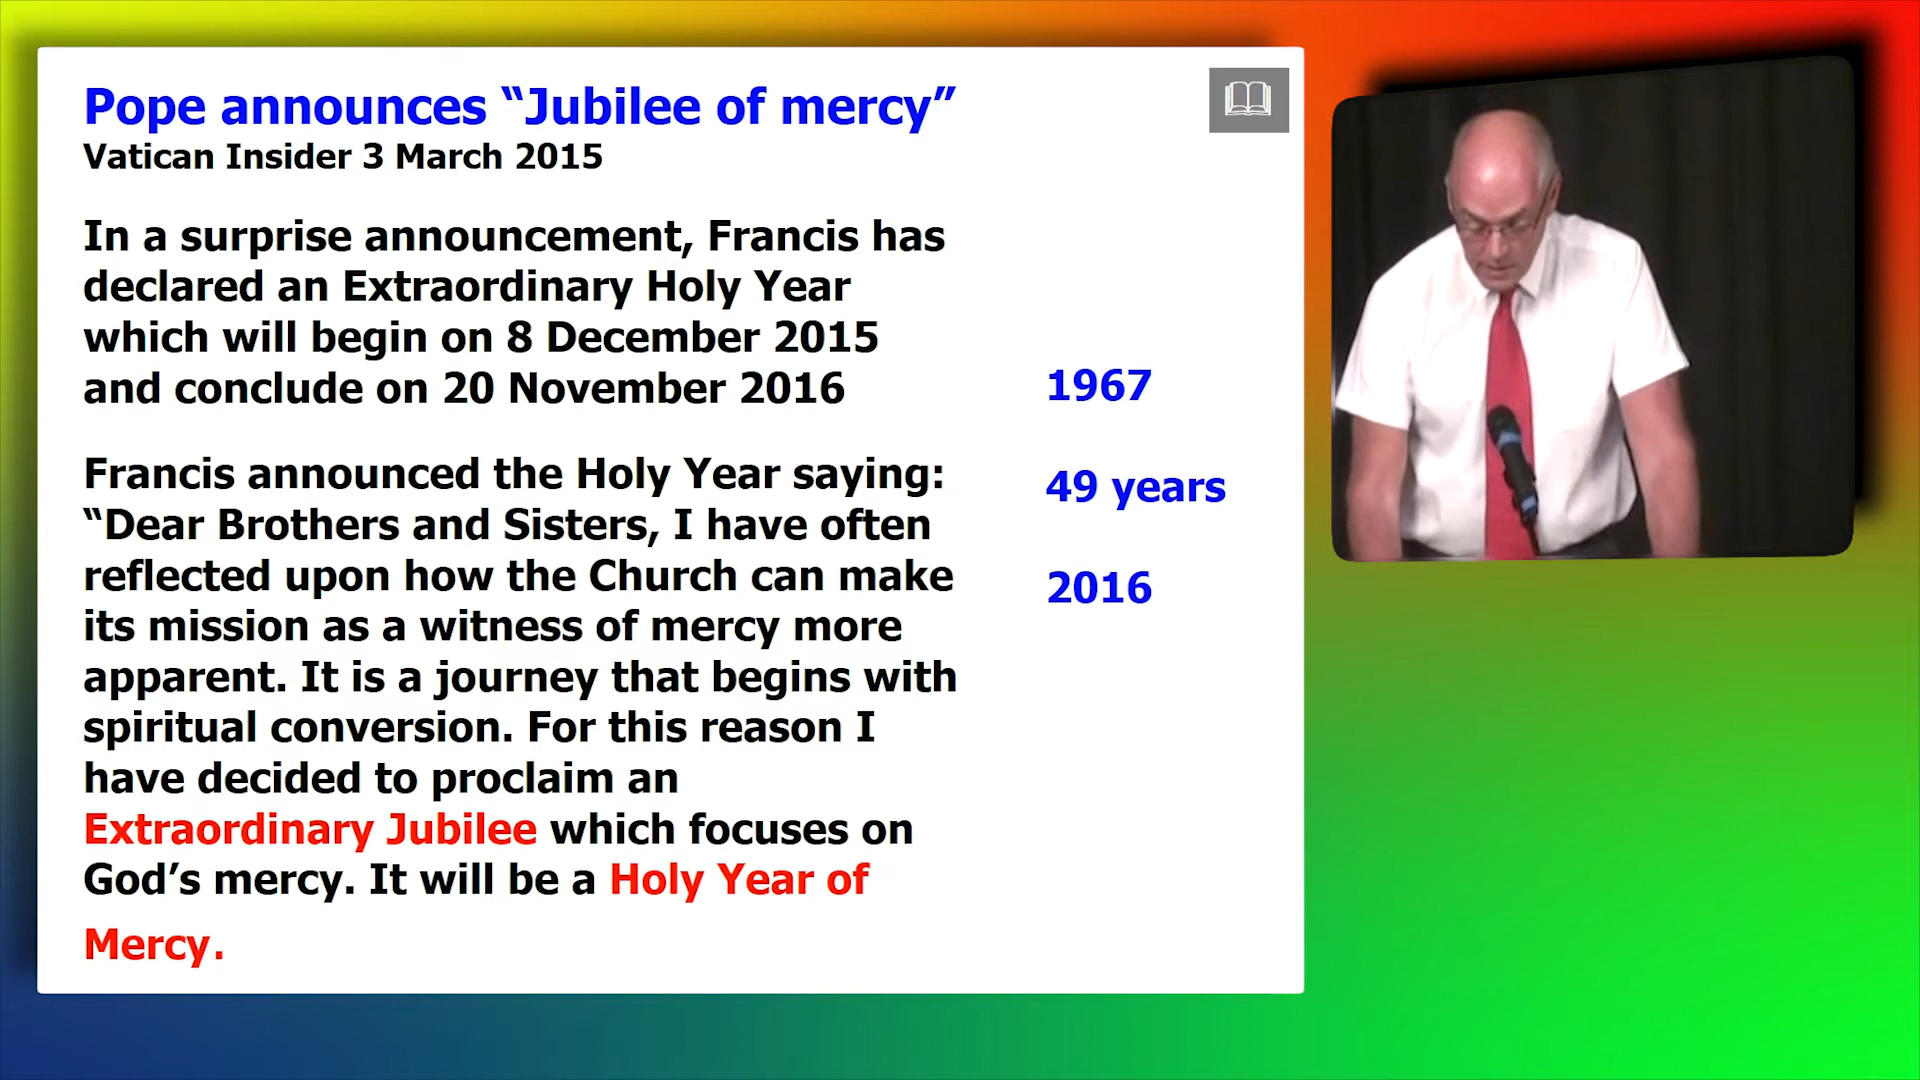 Pope announces “Jubilee of mercy”
Vatican Insider 3 March 2015
In a surprise announcement, Francis has
declared an Extraordinary Holy Year
which will begin on 8 December 2015
and conclude on 20 November 2016
Francis announced the Holy Year saying:
“Dear Brothers and Sisters, I have often
reflected upon how the Church can make
its mission as a witness of mercy more
apparent. It is a journey that begins with
spiritual conversion. For this reason I
have decided to proclaim an
Extraordinary Jubilee which focuses on
God’s mercy. It will be a Holy Year of
Mercy.
1967
49 years
2016